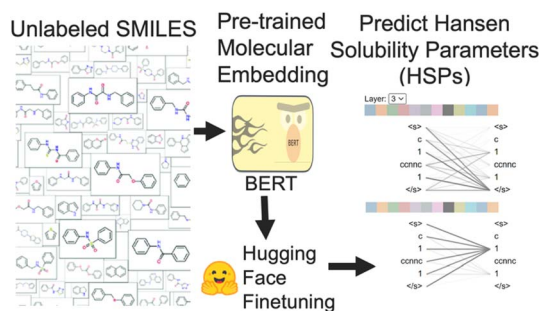 Unlabeled SMILES
Pre-trained
Molecular
Embedding
BERT
BERT
Hugging
Face
Finetuning
Predict Hansen
Solubility Parameters
(HSPs)
Layer: 3
<s> <s>
c c
1 1
ccnnc ccnnc
1 1
</s> </s>
<s> <s>
c c
1 1
ccnnc ccnnc
1 1
</s> </s>